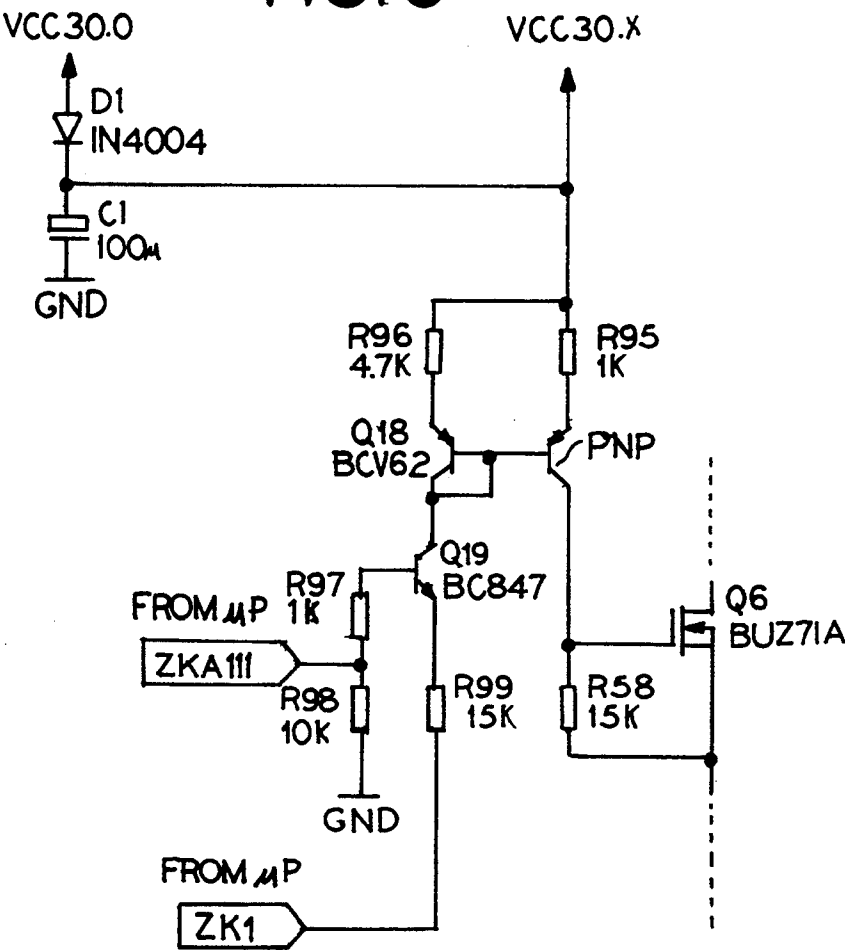 VCC30.0
VCC30.X
D1
IN4004
C1
100µ
GND
R96
4.7K
R95
1K
Q18
BCV62
PNP
Q19
BC847
R97
1K
FROM µP
ZKA111
R98
10K
GND
R99
15K
R58
15K
Q6
BUZ71A
FROM µP
ZK1